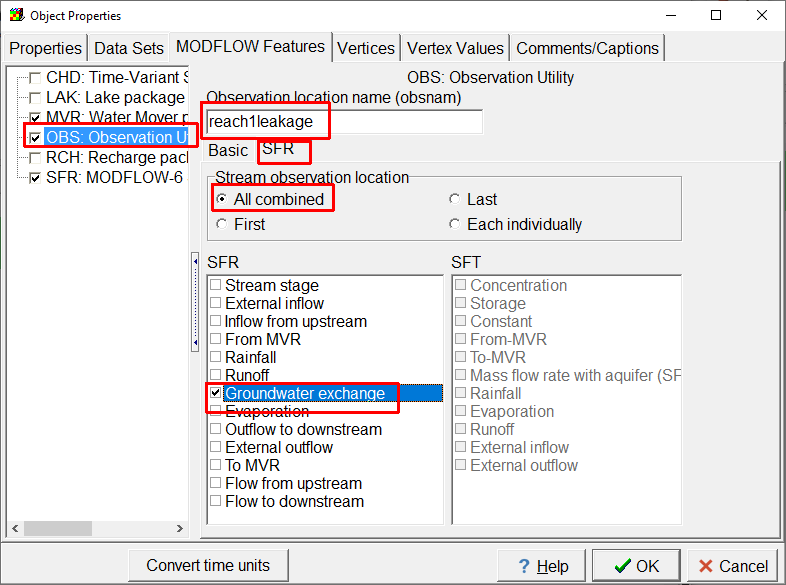 Object Properties
Properties Data Sets MODFLOW Features Vertices Vertex Values Comments/Captions
CHD: Time-Variant S
LAK: Lake package
MVR: Water Mover p
OBS: Observation Uti
RCH: Recharge pack
SFR: MODFLOW-6
OBS: Observation Utility
Observation location name (obsnam)
reach1leakage
Basic SFR
Stream observation location
All combined Last
First Each individually
SFR
Stream stage
External inflow
Inflow from upstream
From MVR
Rainfall
Runoff
Groundwater exchange
Evaporation
Outflow to downstream
External outflow
To MVR
Flow from upstream
Flow to downstream
SFT
Concentration
Storage
Constant
From-MVR
To-MVR
Mass flow rate with aquifer (SF
Rainfall
Evaporation
Runoff
External inflow
External outflow
Convert time units ? Help OK Cancel